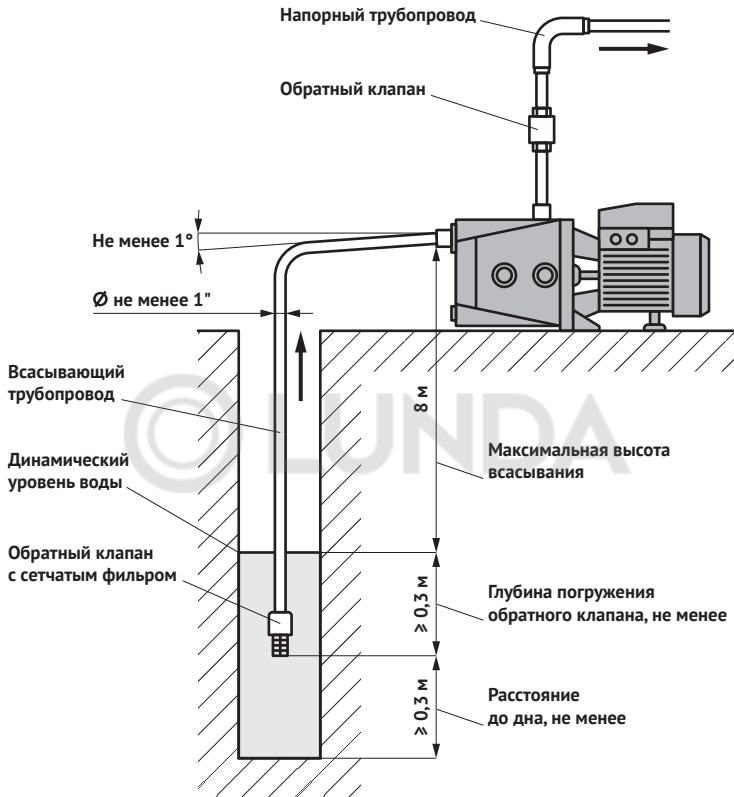 Напорный трубопровод
Обратный клапан
Не менее 1°
Ø не менее 1"
Всасывающий
трубопровод
8 м
LUNDA
Максимальная высота
всасывания
Динамический
уровень воды
Обратный клапан
с сетчатым фильром
⩾ 0,3 м
Глубина погружения
обратного клапана, не менее
⩾ 0,3 м
Расстояние
до дна, не менее